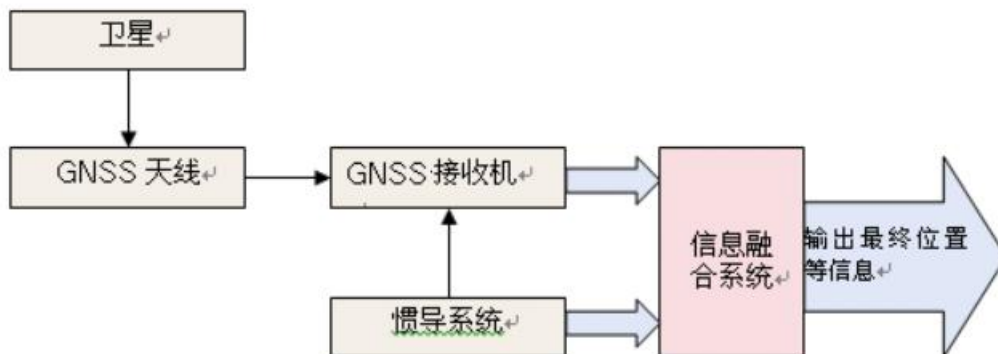 卫星
GNSS 天线
GNSS·接收机
信息融
合系统
输出最终位置
等信息
惯导系统